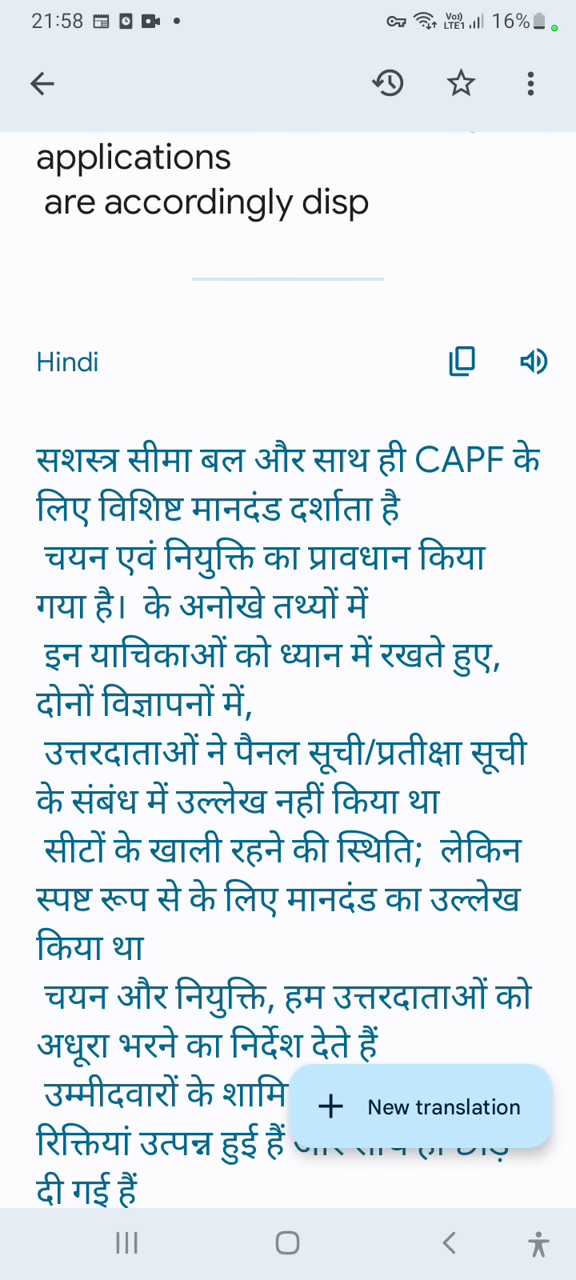 21:58 Vo)) LTE1 16%
applications
are accordingly disp
Hindi
सशस्त्र सीमा बल और साथ ही CAPF के
लिए विशिष्ट मानदंड दर्शाता है
चयन एवं नियुक्ति का प्रावधान किया
गया है। के अनोखे तथ्यों में
इन याचिकाओं को ध्यान में रखते हुए,
दोनों विज्ञापनों में,
उत्तरदाताओं ने पैनल सूची/प्रतीक्षा सूची
के संबंध में उल्लेख नहीं किया था
सीटों के खाली रहने की स्थिति; लेकिन
स्पष्ट रूप से के लिए मानदंड का उल्लेख
किया था
चयन और नियुक्ति, हम उत्तरदाताओं को
अधूरा भरने का निर्देश देते हैं
उम्मीदवारों के शामि
+ New translation
रिक्तियां उत्पन्न हुई हैं
दी गई हैं